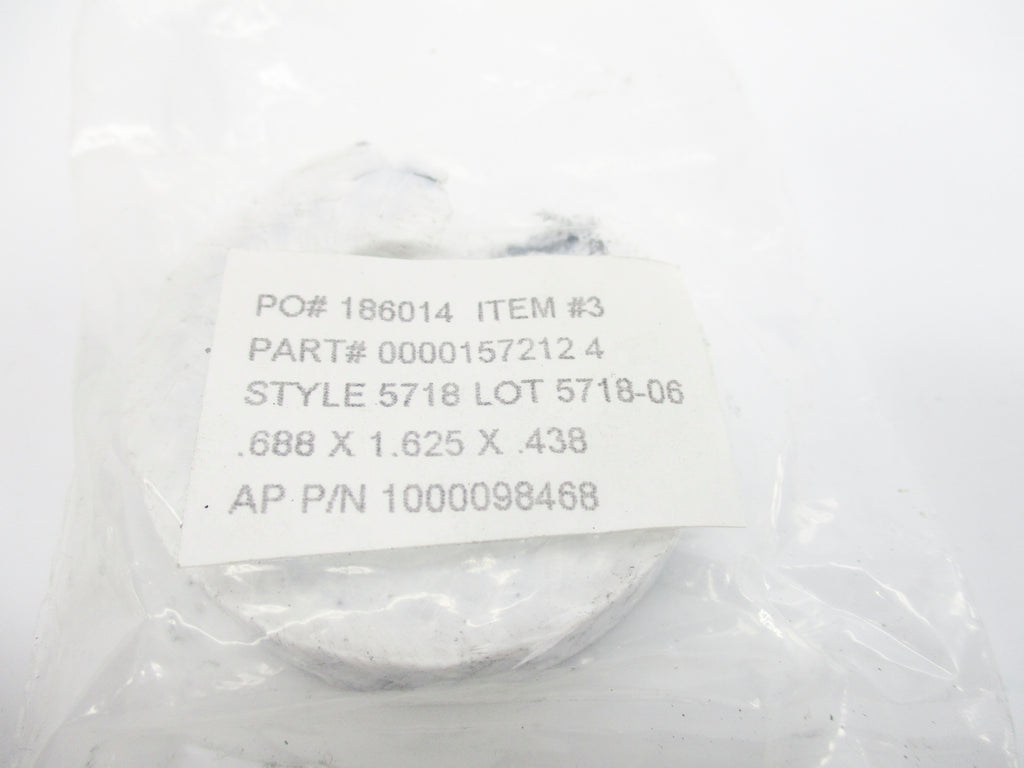 PO# 186014 ITEM #3
PART# 0000157212 4
STYLE 5718 LOT 5718-06
.688 X 1.625 X .438
AP P/N 1000098468